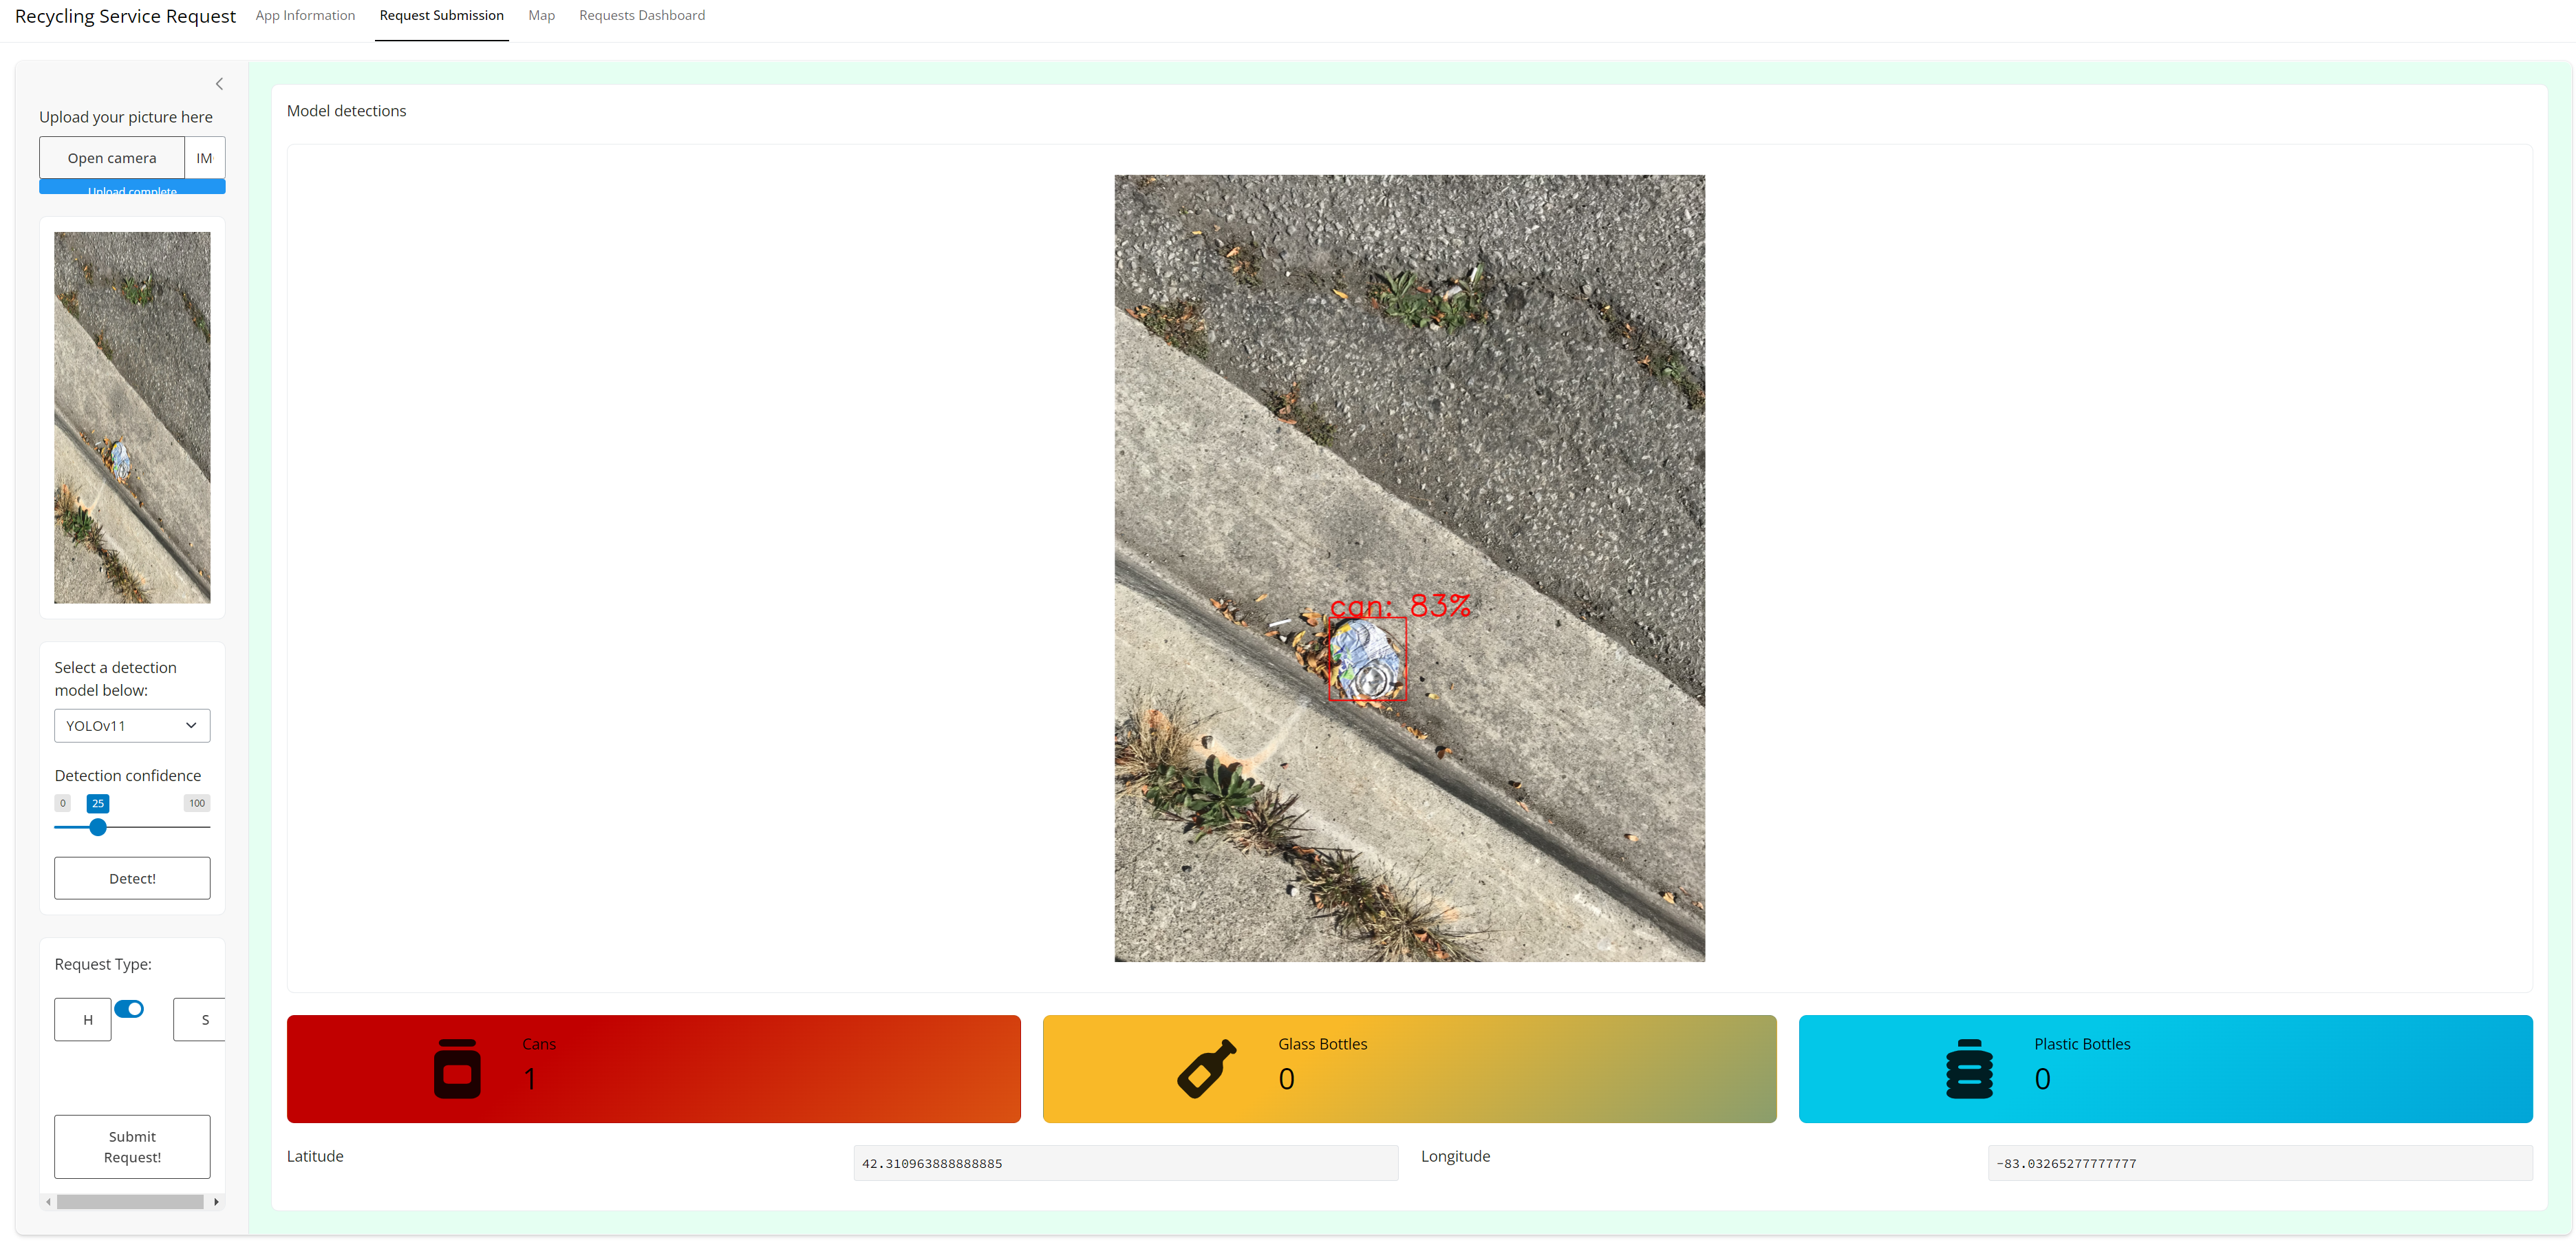 Recycling Service Request App Information Request Submission Map Requests Dashboard
Upload your picture here
Open camera IM
Upload complete
Select a detection
model below:
YOLOv11
Detection confidence
0 25 100
Detect!
Request Type:
H S
Submit
Request!
Model detections
can: 83%
Cans
1
Glass Bottles
0
Plastic Bottles
0
Latitude 42.310963888888885 Longitude -83.03265277777777